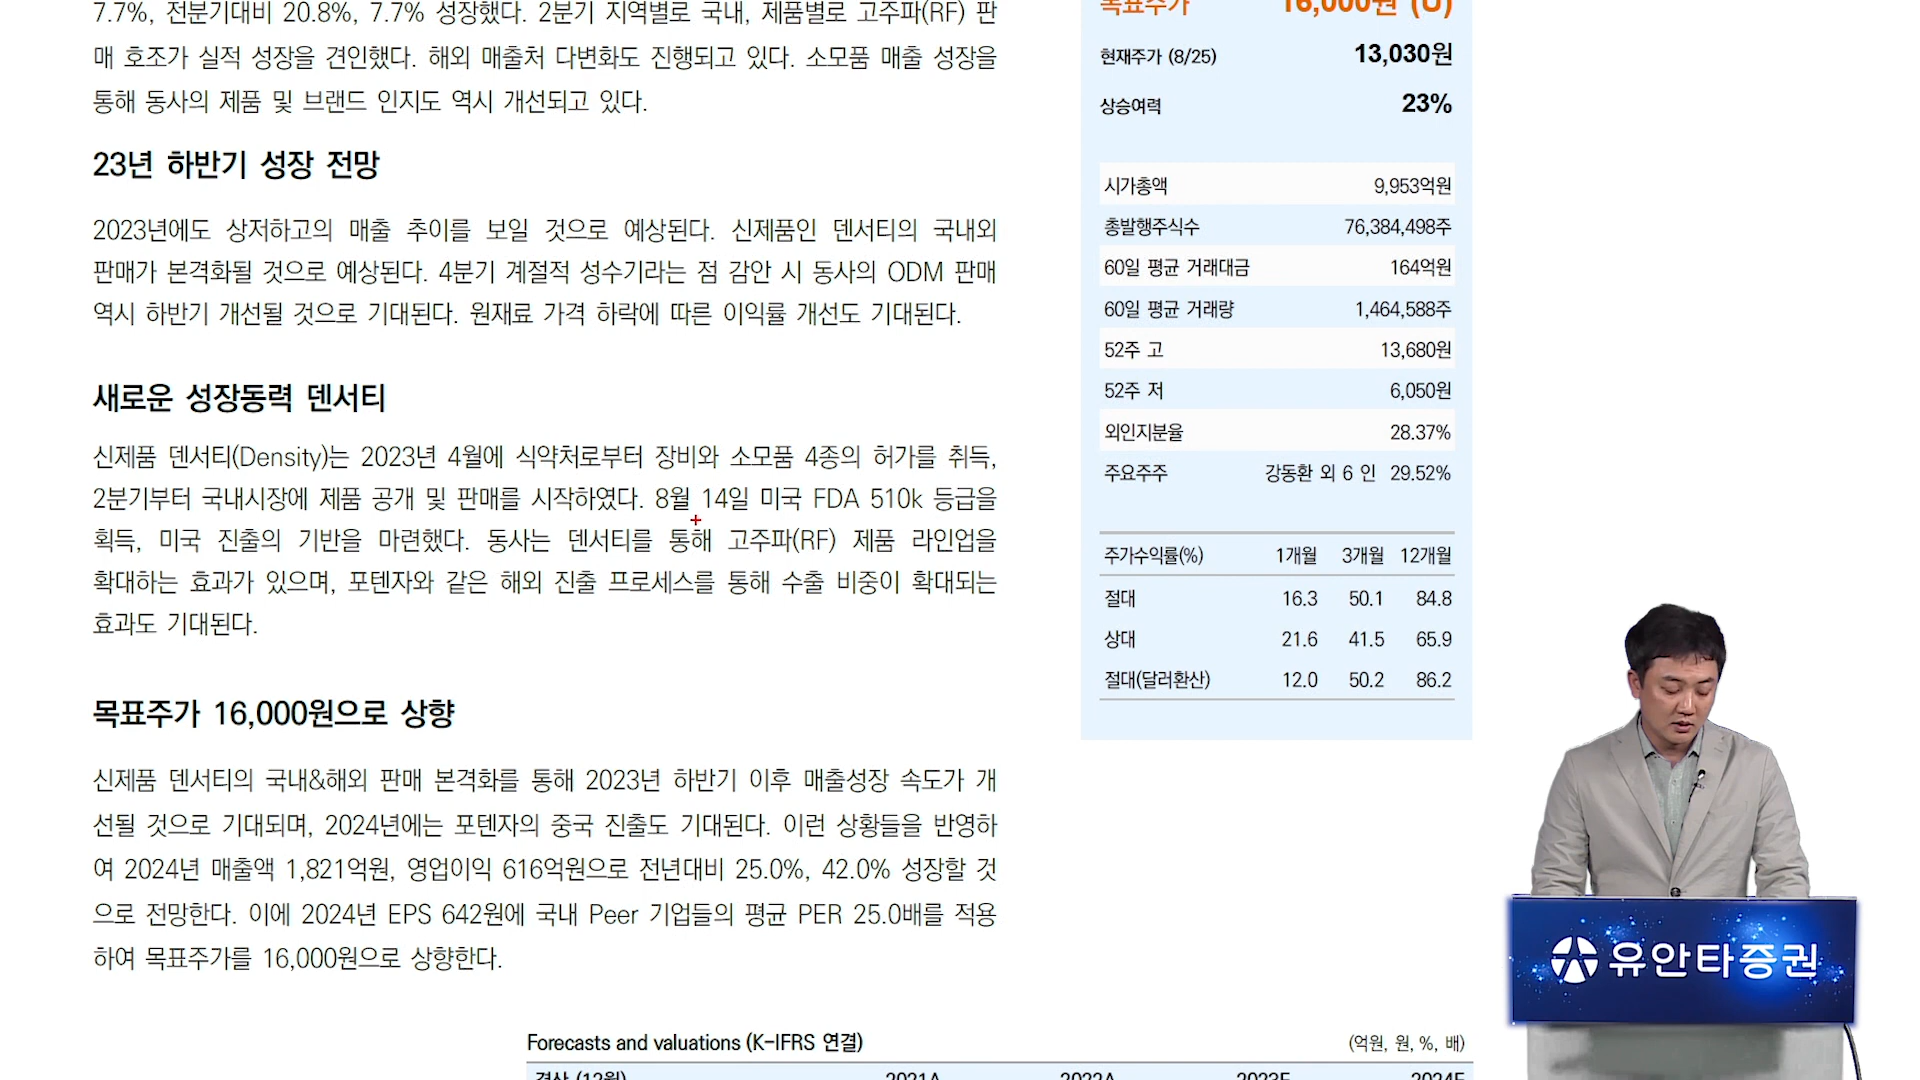 7.7%, 전분기대비 20.8%, 7.7% 성장했다. 2분기 지역별로 국내, 제품별로 고주파(RF) 판
매 호조가 실적 성장을 견인했다. 해외 매출처 다변화도 진행되고 있다. 소모품 매출 성장을
통해 동사의 제품 및 브랜드 인지도 역시 개선되고 있다.
23년 하반기 성장 전망
2023년에도 상저하고의 매출 추이를 보일 것으로 예상된다. 신제품인 덴서티의 국내외
판매가 본격화될 것으로 예상된다. 4분기 계절적 성수기라는 점 감안 시 동사의 ODM 판매
역시 하반기 개선될 것으로 기대된다. 원재료 가격 하락에 따른 이익률 개선도 기대된다.
새로운 성장동력 덴서티
신제품 덴서티(Density)는 2023년 4월에 식약처로부터 장비와 소모품 4종의 허가를 취득,
2분기부터 국내시장에 제품 공개 및 판매를 시작하였다. 8월 14일 미국 FDA 510k 등급을
획득, 미국 진출의 기반을 마련했다. 동사는 덴서티를 통해 고주파(RF) 제품 라인업을
확대하는 효과가 있으며, 포텐자와 같은 해외 진출 프로세스를 통해 수출 비중이 확대되는
효과도 기대된다.
목표주가 16,000원으로 상향
신제품 덴서티의 국내&해외 판매 본격화를 통해 2023년 하반기 이후 매출성장 속도가 개
선될 것으로 기대되며, 2024년에는 포텐자의 중국 진출도 기대된다. 이런 상황들을 반영하
여 2024년 매출액 1,821억원, 영업이익 616억원으로 전년대비 25.0%, 42.0% 성장할 것
으로 전망한다. 이에 2024년 EPS 642원에 국내 Peer 기업들의 평균 PER 25.0배를 적용
하여 목표주가를 16,000원으로 상향한다.
목표주가 16,000원 (U)
현재주가 (8/25) 13,030원
상승여력 23%
시가총액 9,953억원
총발행주식수 76,384,498주
60일 평균 거래대금 164억원
60일 평균 거래량 1,464,588주
52주 고 13,680원
52주 저 6,050원
외인지분율 28.37%
주요주주 강동환 외 6 인 29.52%
주가수익률(%) 1개월 3개월 12개월
절대 16.3 50.1 84.8
상대 21.6 41.5 65.9
절대(달러환산) 12.0 50.2 86.2
Forecasts and valuations (K-IFRS 연결) (억원, 원, %, 배)
결산 (12월) 2021A 2022A 2023F 2024F
유안타증권